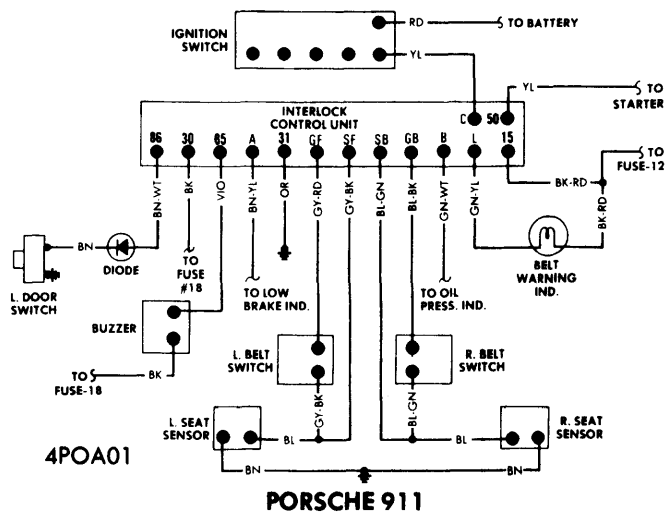 IGNITION
SWITCH
RD
TO BATTERY
YL
YL
TO
STARTER
INTERLOCK
CONTROL UNIT
C
50
86
30
85
A
31
GF
SF
SB
GB
B
L
15
TO
FUSE-12
BN-WT
BK
VIO
BN-YL
OR
GY-RD
GY-BK
BL-GN
BL-BK
GN-WT
GN-YL
BK-RD
BK-RD
BN
DIODE
L. DOOR
SWITCH
TO
FUSE
#18
TO LOW
BRAKE IND.
TO OIL
PRESS. IND.
BELT
WARNING
IND.
BUZZER
BK
TO
FUSE-18
L. BELT
SWITCH
R. BELT
SWITCH
GY-BK
BL-GN
L. SEAT
SENSOR
BL
BL
R. SEAT
SENSOR
BN
BN
4POA01
PORSCHE 911